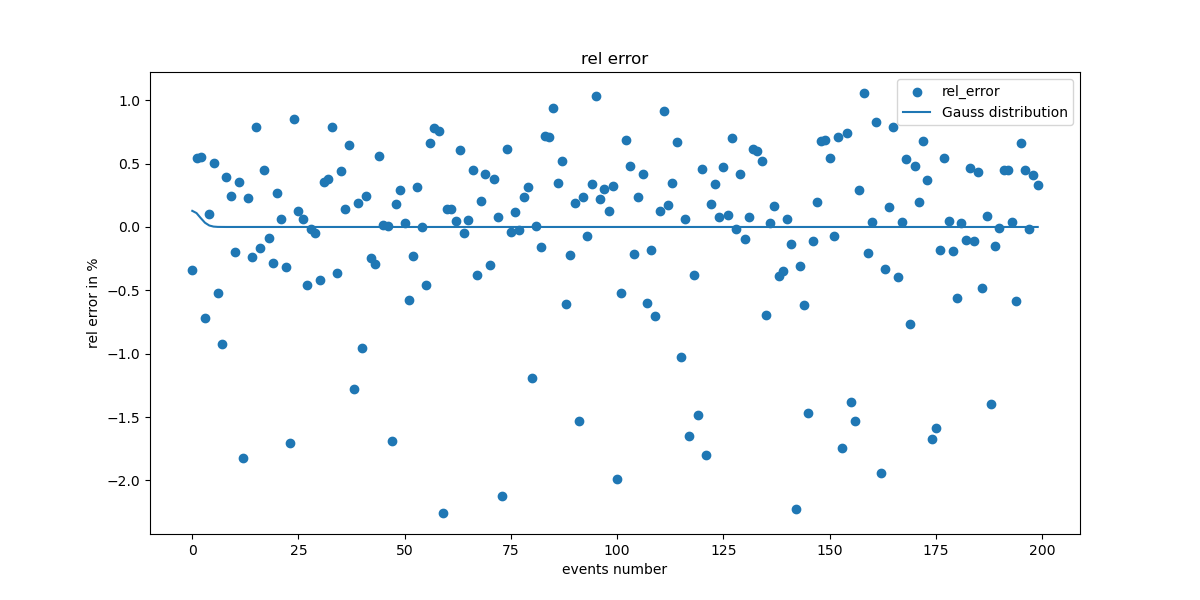 rel error
rel_error
Gauss distribution
1.0
0.5
0.0
−0.5
−1.0
−1.5
−2.0
rel error in %
0 25 50 75 100 125 150 175 200
events number